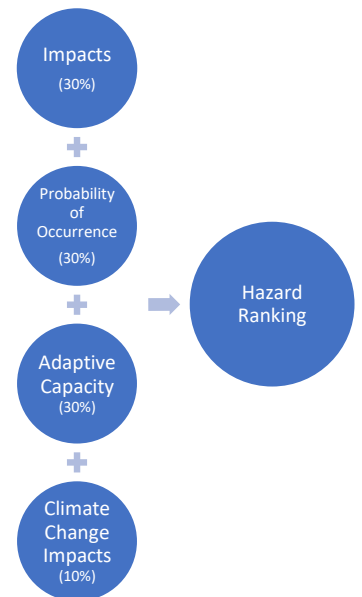 Impacts
(30%)
Probability
of
Occurrence
(30%)
Adaptive
Capacity
(30%)
Climate
Change
Impacts
(10%)
Hazard
Ranking